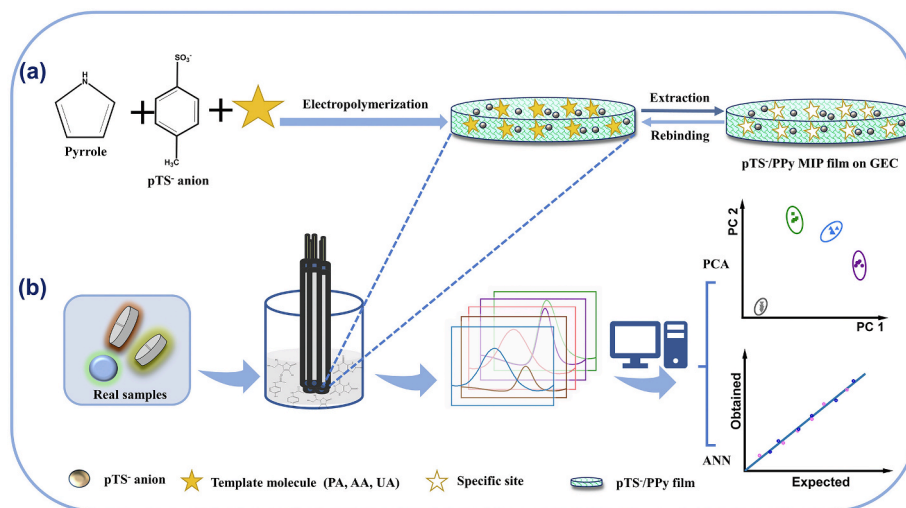 (a)
H
N
Pyrrole
SO₃⁻
H₃C
pTS⁻ anion
Electropolymerization
Extraction
Rebinding
pTS⁻/PPy MIP film on GEC
(b)
Real samples
PCA
PC 2
PC 1
ANN
Obtained
Expected
pTS⁻ anion
Template molecule (PA, AA, UA)
Specific site
pTS⁻/PPy film